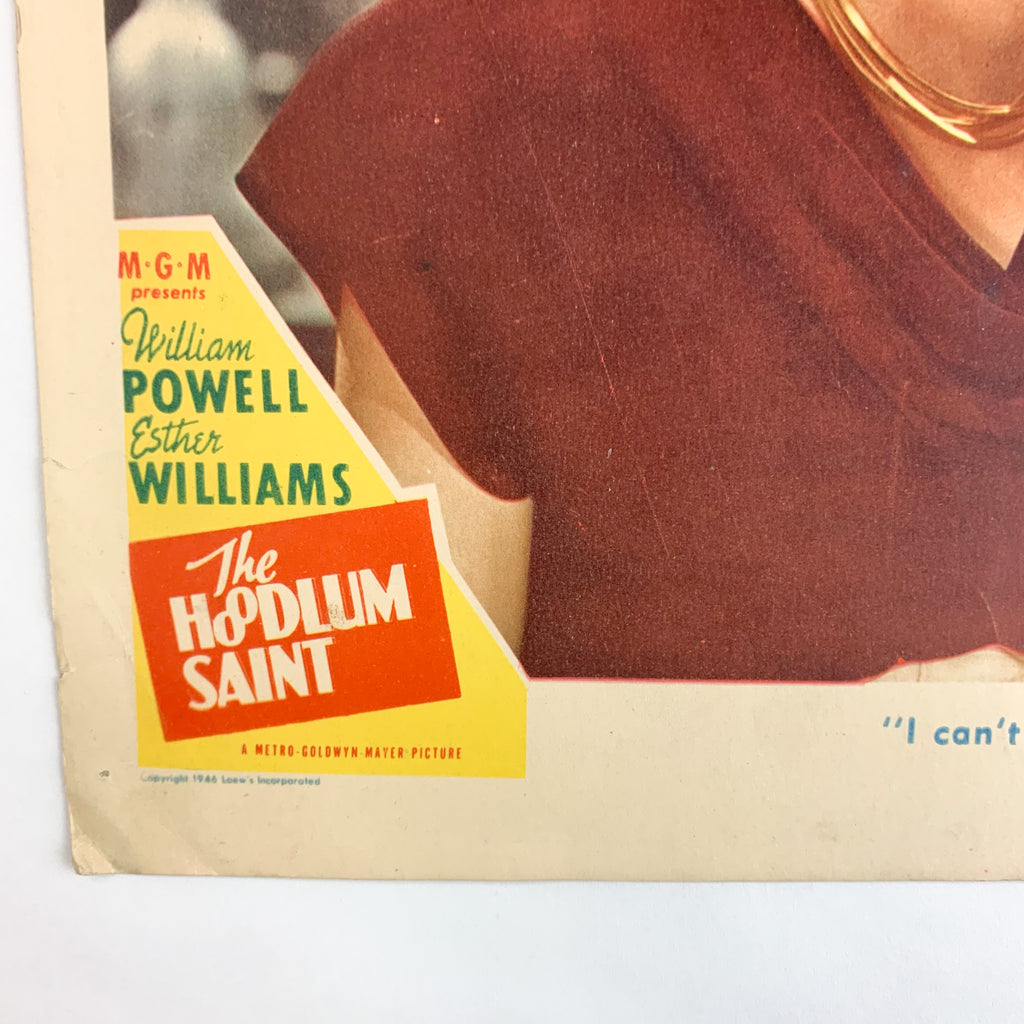 M·G·M
presents
William
POWELL
Esther
WILLIAMS
The
HOODLUM
SAINT
A METRO-GOLDWYN-MAYER PICTURE
Copyright 1946 Loew's Incorporated
"I can't